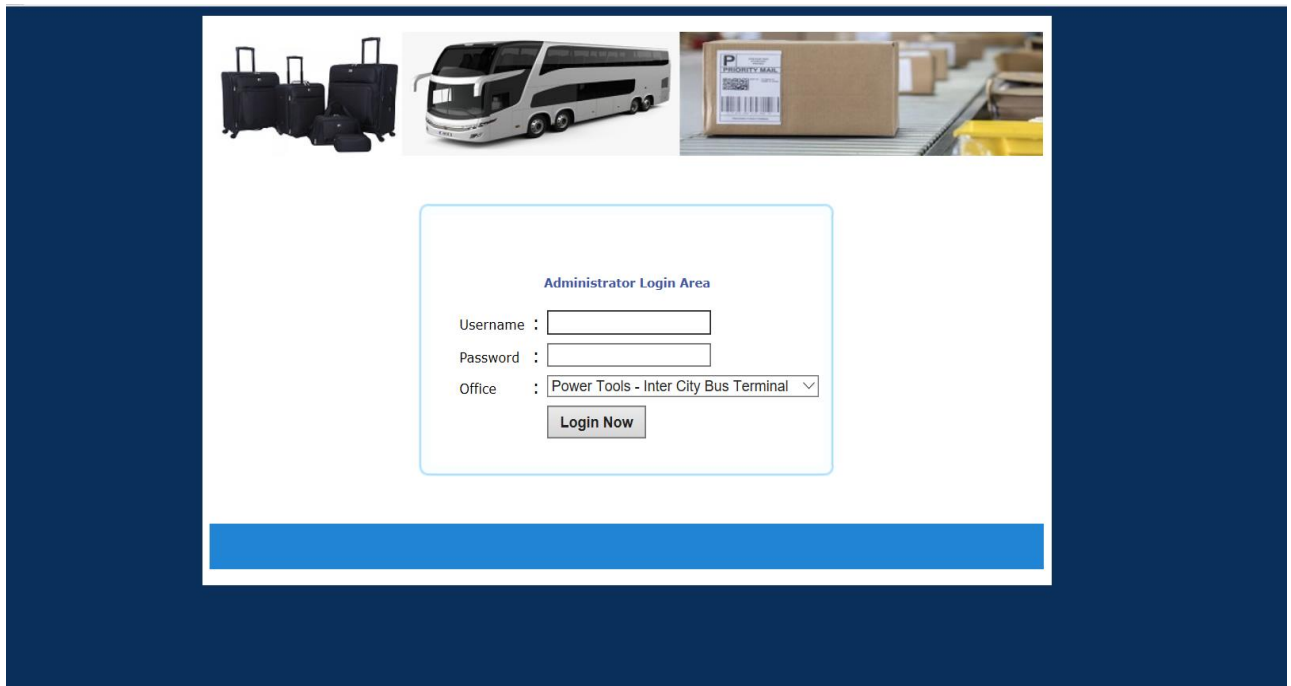 P
PRIORITY MAIL
Administrator Login Area
Username :
Password :
Office : Power Tools - Inter City Bus Terminal
Login Now